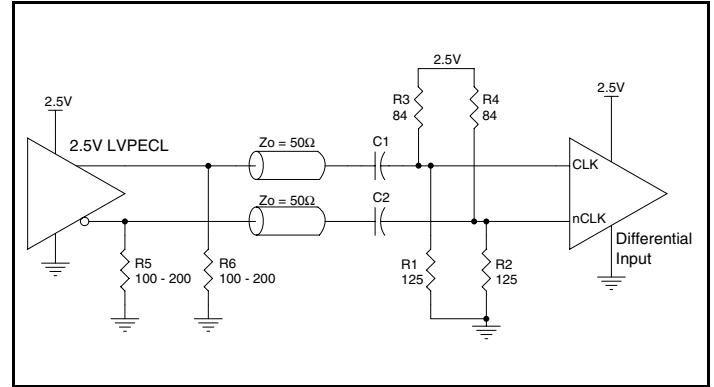 2.5V
2.5V LVPECL
R5
100 - 200
R6
100 - 200
Zo = 50Ω
Zo = 50Ω
C1
C2
2.5V
R3
84
R4
84
R1
125
R2
125
2.5V
CLK
nCLK
Differential
Input